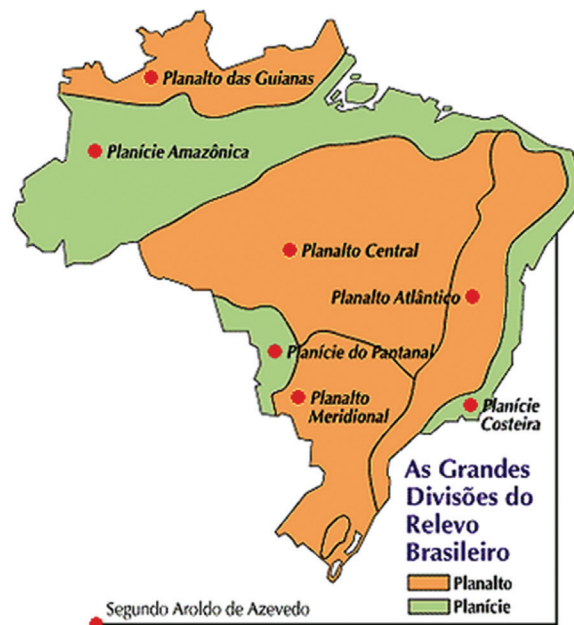 Planalto das Guianas
Planície Amazônica
Planalto Central
Planalto Atlântico
Planície do Pantanal
Planalto
Meridional
Planície
Costeira
As Grandes
Divisões do
Relevo
Brasileiro
Planalto
Planície
Segundo Aroldo de Azevedo